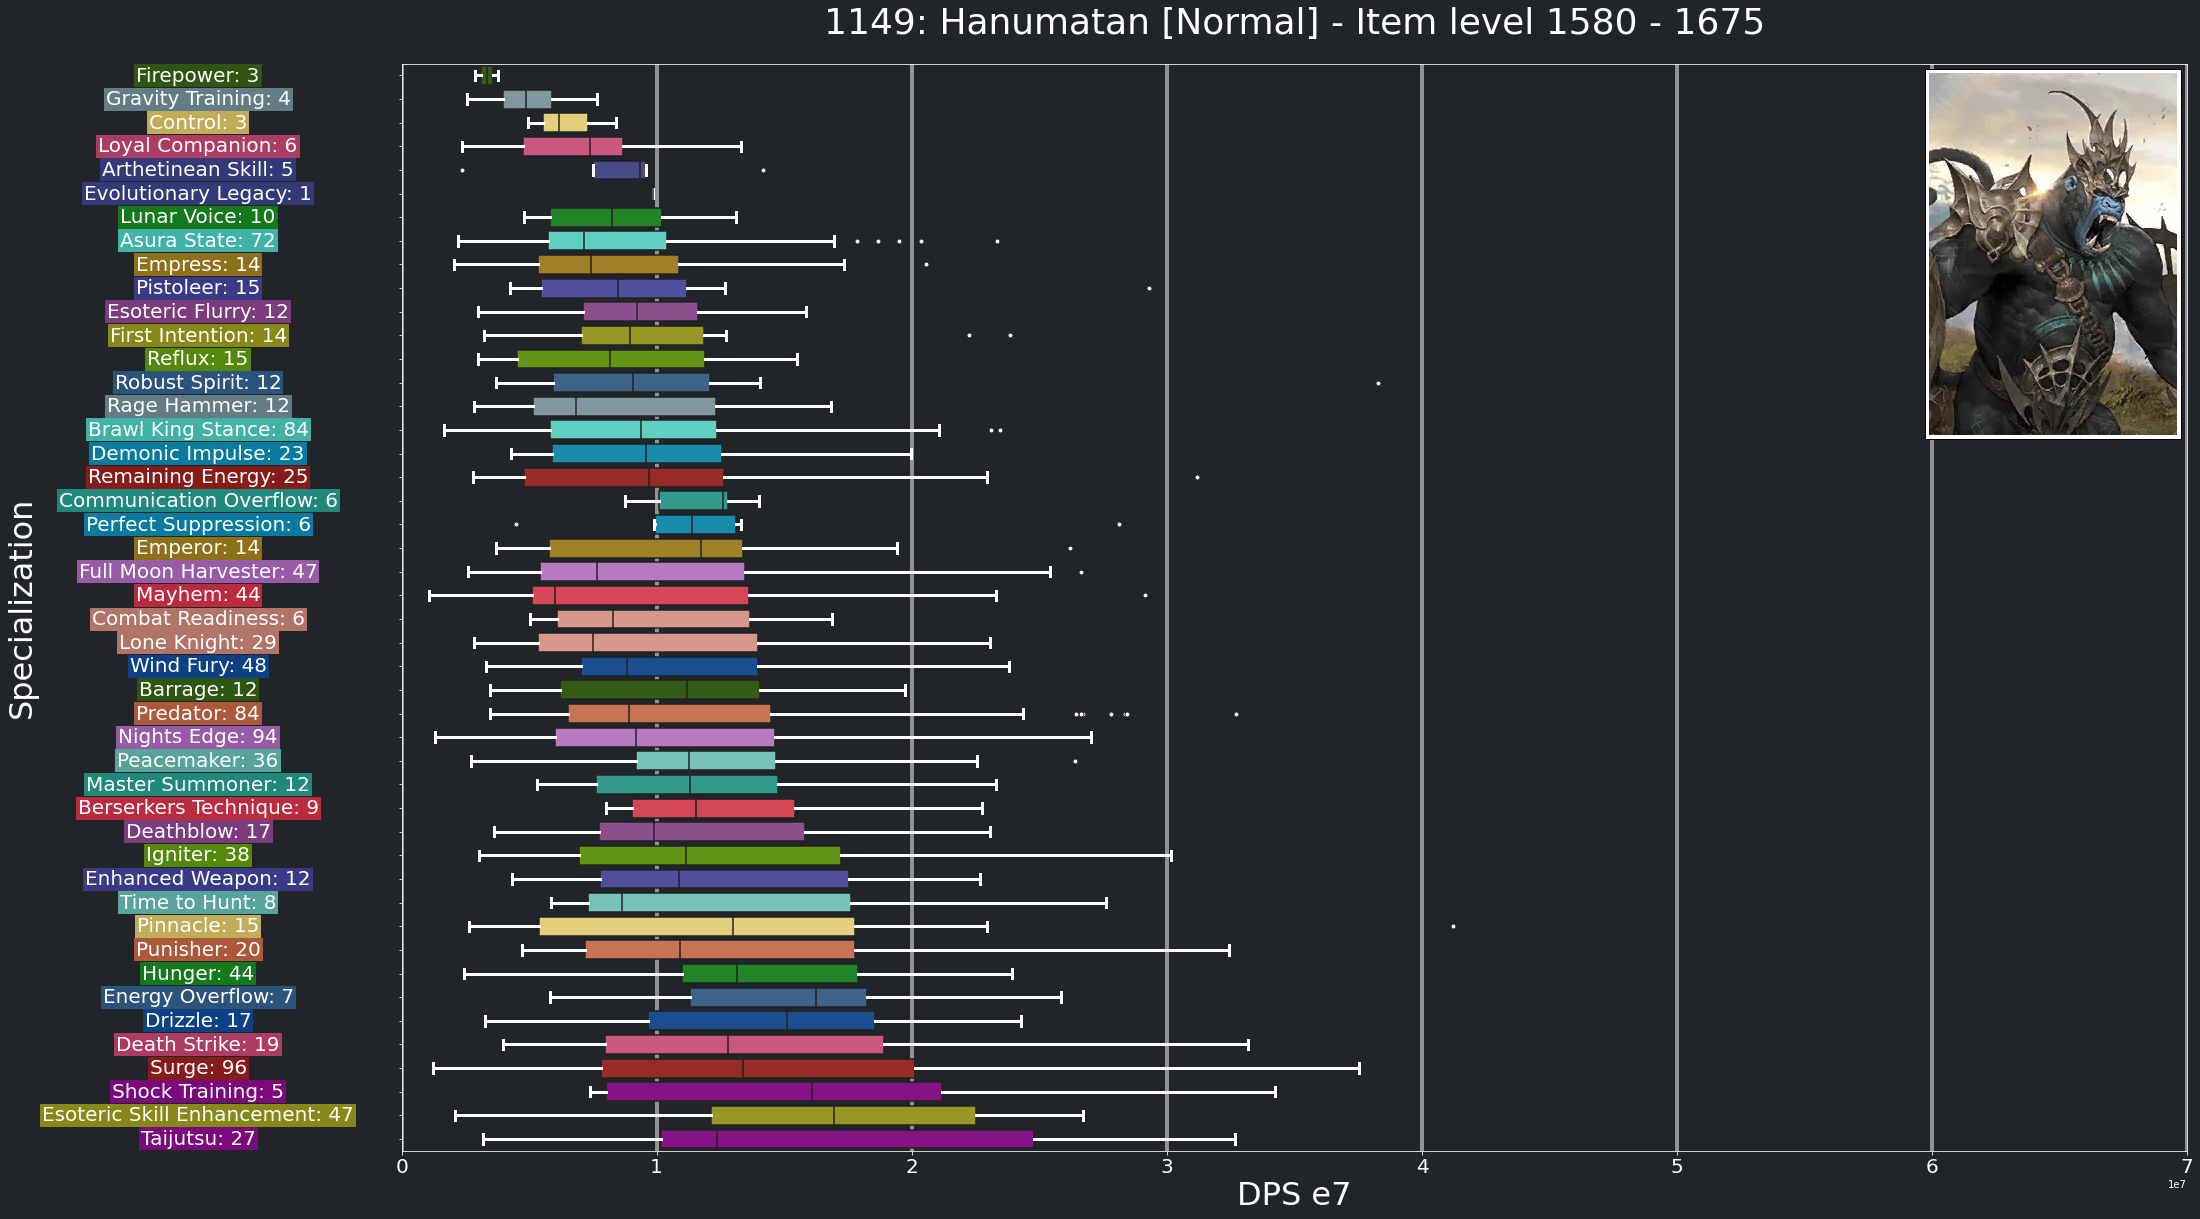 1149: Hanumatan [Normal] - Item level 1580 - 1675
Specialization
Firepower: 3
Gravity Training: 4
Control: 3
Loyal Companion: 6
Arthetinean Skill: 5
Evolutionary Legacy: 1
Lunar Voice: 10
Asura State: 72
Empress: 14
Pistoleer: 15
Esoteric Flurry: 12
First Intention: 14
Reflux: 15
Robust Spirit: 12
Rage Hammer: 12
Brawl King Stance: 84
Demonic Impulse: 23
Remaining Energy: 25
Communication Overflow: 6
Perfect Suppression: 6
Emperor: 14
Full Moon Harvester: 47
Mayhem: 44
Combat Readiness: 6
Lone Knight: 29
Wind Fury: 48
Barrage: 12
Predator: 84
Nights Edge: 94
Peacemaker: 36
Master Summoner: 12
Berserkers Technique: 9
Deathblow: 17
Igniter: 38
Enhanced Weapon: 12
Time to Hunt: 8
Pinnacle: 15
Punisher: 20
Hunger: 44
Energy Overflow: 7
Drizzle: 17
Death Strike: 19
Surge: 96
Shock Training: 5
Esoteric Skill Enhancement: 47
Taijutsu: 27
0 1 2 3 4 5 6 7
1e7
DPS e7